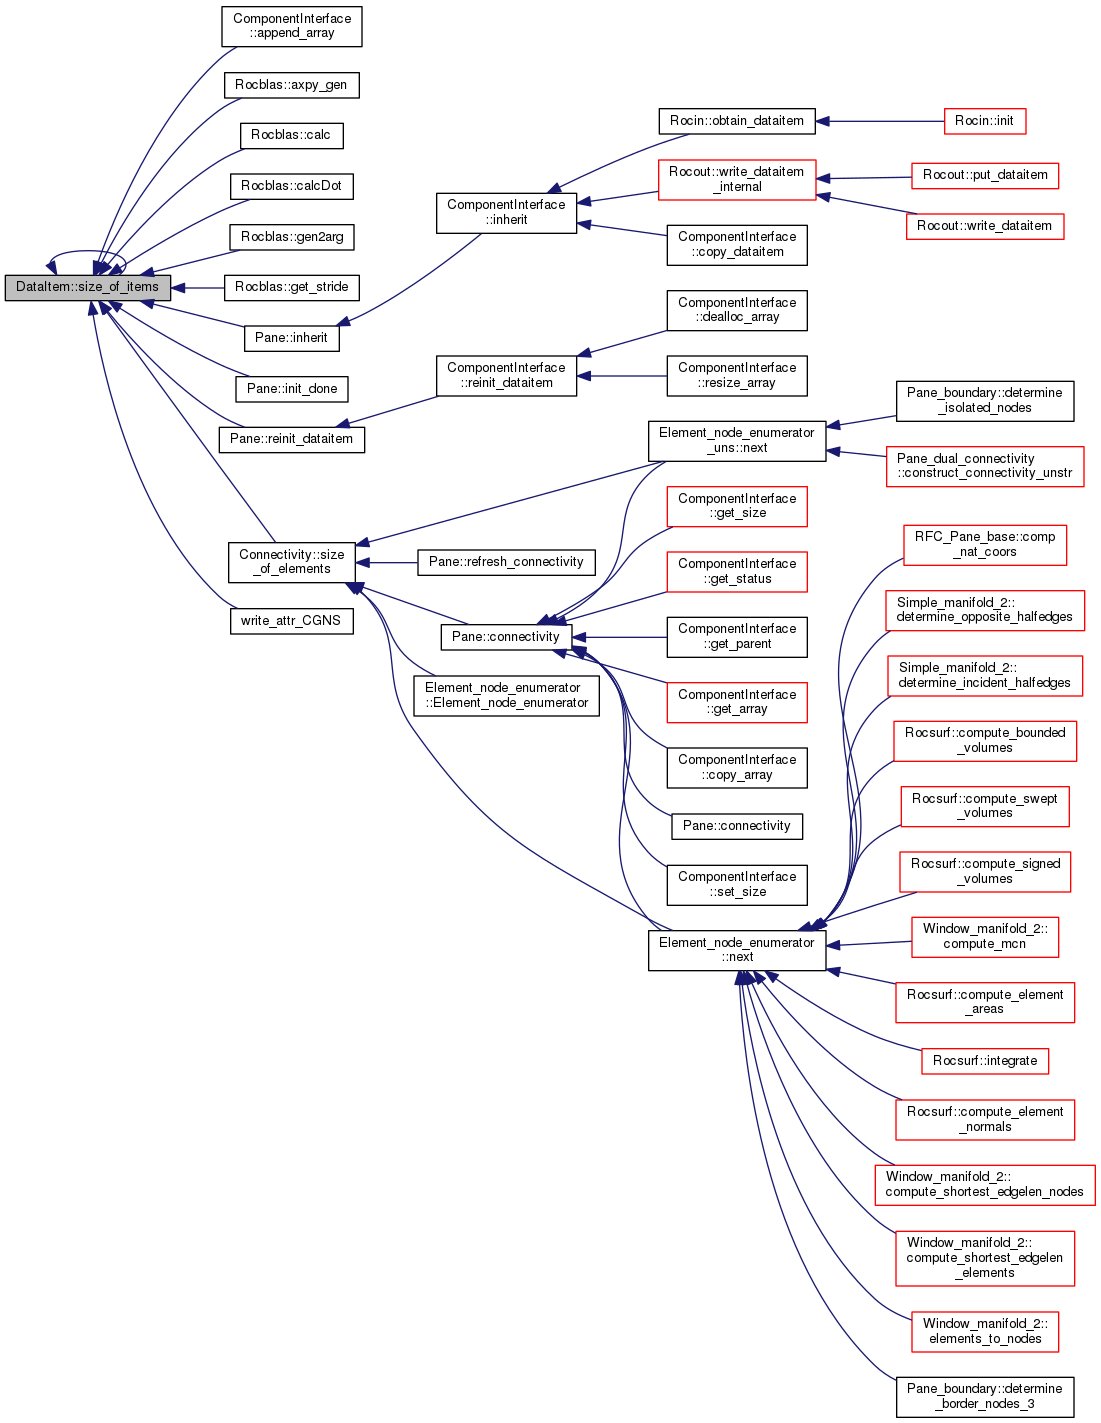 ComponentInterface
::append_array
Rocblas::axpy_gen
Rocblas::calc
Rocblas::calcDot
Rocblas::gen2arg
DataItem::size_of_items
Rocblas::get_stride
Pane::inherit
Pane::init_done
Pane::reinit_dataitem
Connectivity::size
_of_elements
write_attr_CGNS
ComponentInterface
::inherit
ComponentInterface
::reinit_dataitem
Pane::refresh_connectivity
Pane::connectivity
Element_node_enumerator
::Element_node_enumerator
Rocin::obtain_dataitem
Rocout::write_dataitem
_internal
ComponentInterface
::copy_dataitem
ComponentInterface
::dealloc_array
ComponentInterface
::resize_array
Element_node_enumerator
_uns::next
ComponentInterface
::get_size
ComponentInterface
::get_status
ComponentInterface
::get_parent
ComponentInterface
::get_array
ComponentInterface
::copy_array
Pane::connectivity
ComponentInterface
::set_size
Element_node_enumerator
::next
Rocin::init
Rocout::put_dataitem
Rocout::write_dataitem
Pane_boundary::determine
_isolated_nodes
Pane_dual_connectivity
::construct_connectivity_unstr
RFC_Pane_base::comp
_nat_coors
Simple_manifold_2::
determine_opposite_halfedges
Simple_manifold_2::
determine_incident_halfedges
Rocsurf::compute_bounded
_volumes
Rocsurf::compute_swept
_volumes
Rocsurf::compute_signed
_volumes
Window_manifold_2::
compute_mcn
Rocsurf::compute_element
_areas
Rocsurf::integrate
Rocsurf::compute_element
_normals
Window_manifold_2::
compute_shortest_edgelen_nodes
Window_manifold_2::
compute_shortest_edgelen
_elements
Window_manifold_2::
elements_to_nodes
Pane_boundary::determine
_border_nodes_3